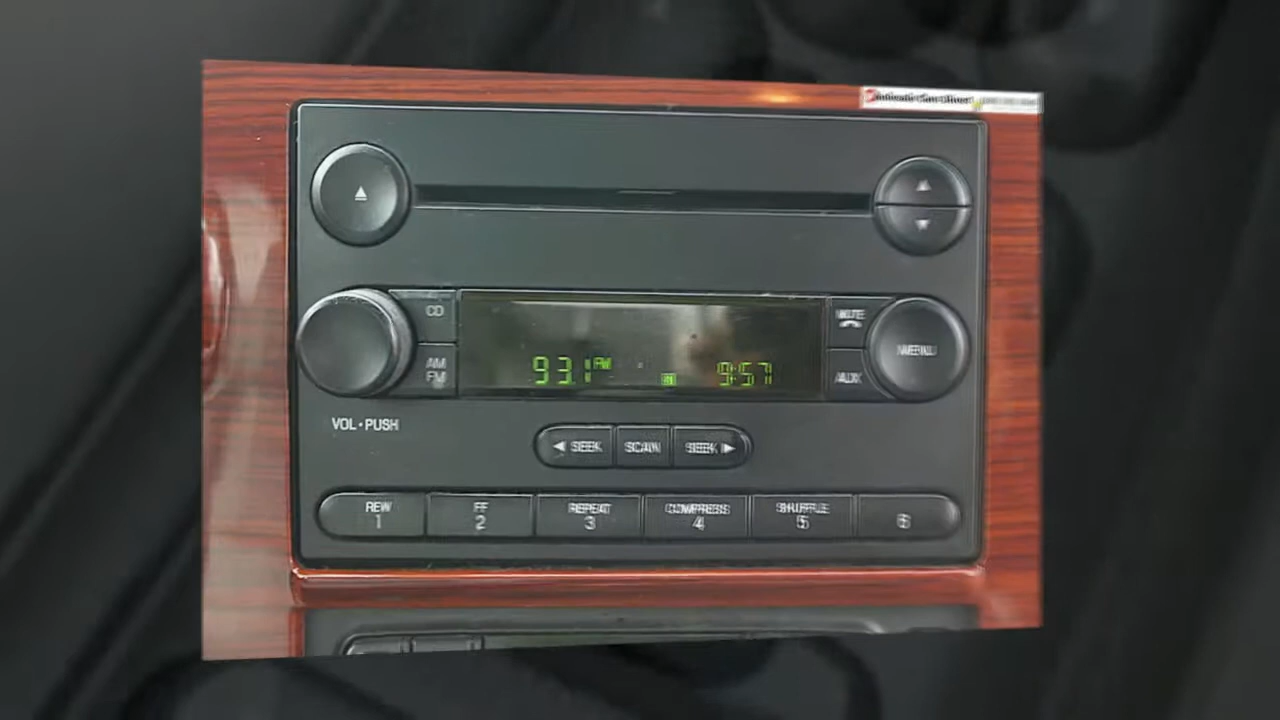 CD
MUTE
93.1 FM
9:57
AM
FM
AUX
MENU
VOL • PUSH
SEEK
SCAN
SEEK
REW
1
FF
2
REPEAT
3
COMPRESS
4
SHUFFLE
5
6